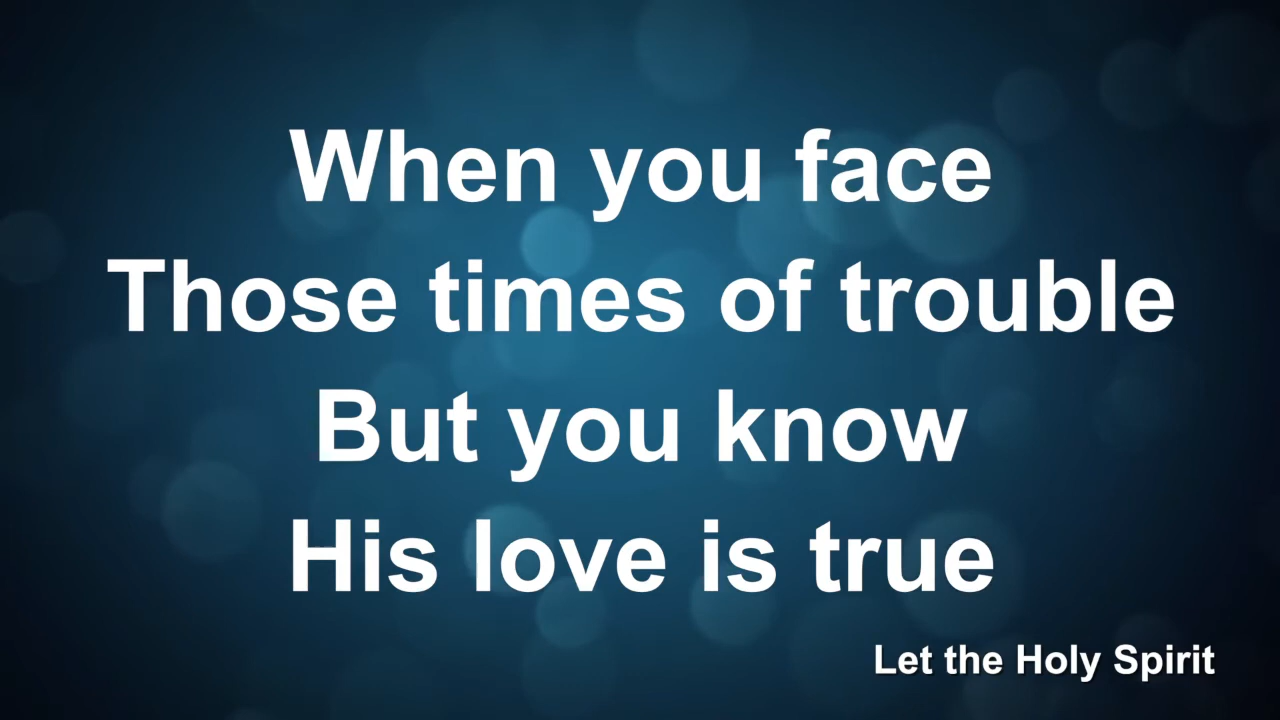 When you face
Those times of trouble
But you know
His love is true
Let the Holy Spirit